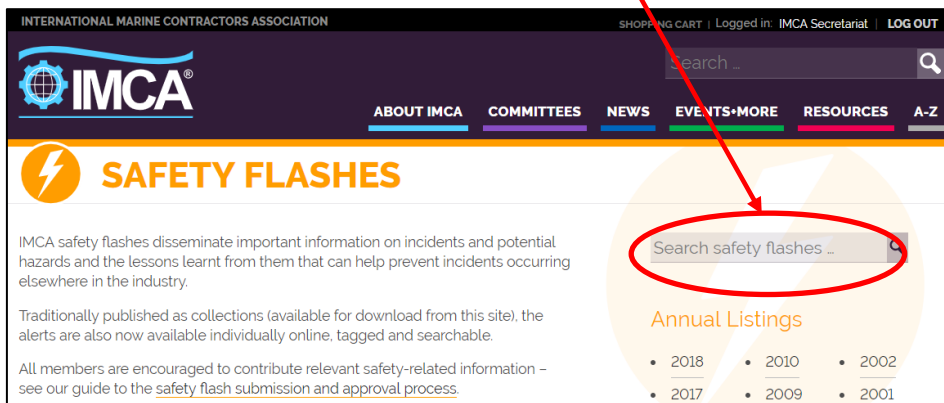 INTERNATIONAL MARINE CONTRACTORS ASSOCIATION
SHOPPING CART | Logged in: IMCA Secretariat | LOG OUT
Search ...
IMCA®
ABOUT IMCA COMMITTEES NEWS EVENTS+MORE RESOURCES A-Z
SAFETY FLASHES
IMCA safety flashes disseminate important information on incidents and potential
hazards and the lessons learnt from them that can help prevent incidents occurring
elsewhere in the industry.
Traditionally published as collections (available for download from this site), the
alerts are also now available individually online, tagged and searchable.
All members are encouraged to contribute relevant safety-related information –
see our guide to the safety flash submission and approval process.
Search safety flashes ...
Annual Listings
• 2018 • 2010 • 2002
• 2017 • 2009 • 2001